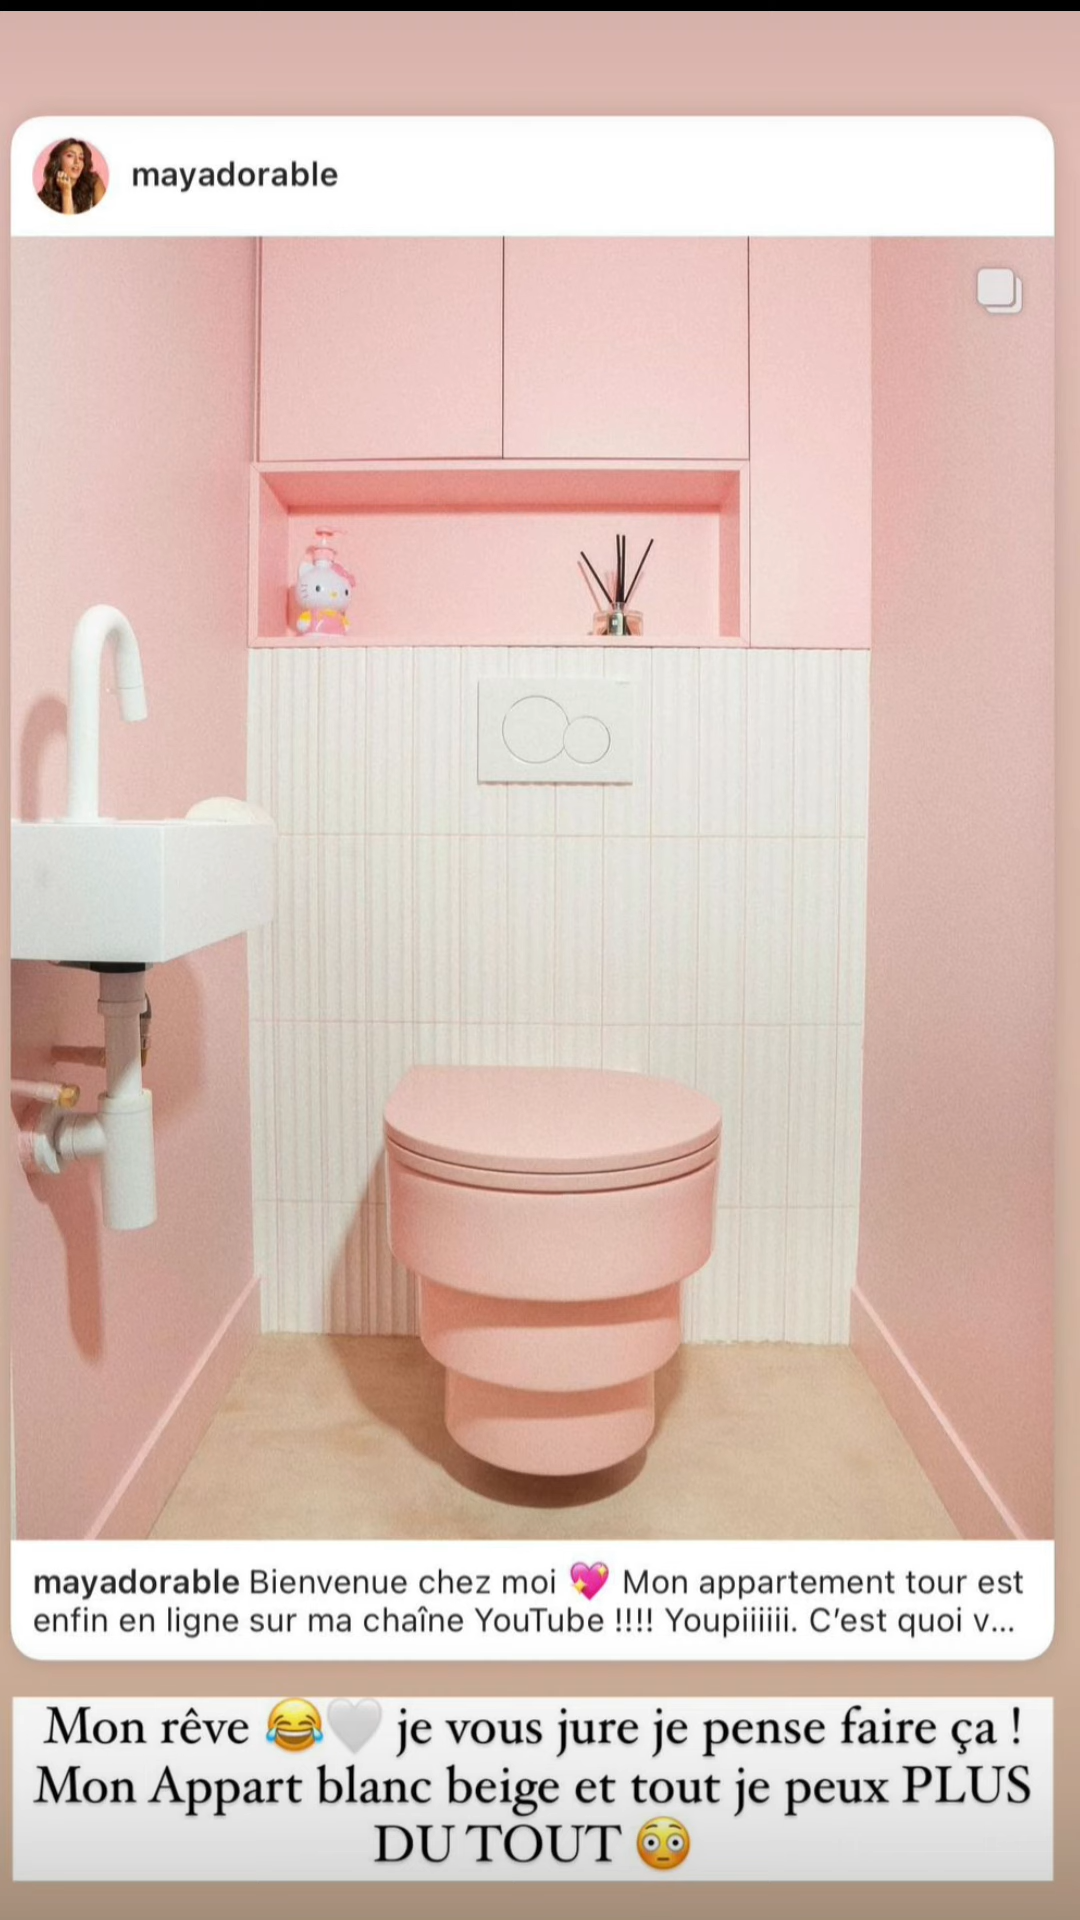 mayadorable
mayadorable Bienvenue chez moi 💖 Mon appartement tour est
enfin en ligne sur ma chaîne YouTube !!!! Youpiiiiii. C’est quoi v...
Mon rêve 😂🤍 je vous jure je pense faire ça !
Mon Appart blanc beige et tout je peux PLUS
DU TOUT 😳